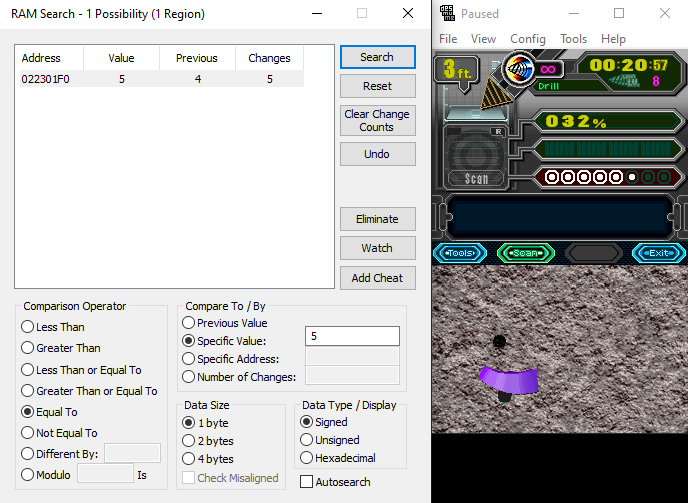 RAM Search - 1 Possibility (1 Region)
Address Value Previous Changes
022301F0 5 4 5
Search
Reset
Clear Change
Counts
Undo
Eliminate
Watch
Add Cheat
Comparison Operator
Less Than
Greater Than
Less Than or Equal To
Greater Than or Equal To
Equal To
Not Equal To
Different By:
Modulo Is
Compare To / By
Previous Value
Specific Value: 5
Specific Address:
Number of Changes:
Data Size
1 byte
2 bytes
4 bytes
Check Misaligned
Data Type / Display
Signed
Unsigned
Hexadecimal
Autosearch
Paused
File View Config Tools Help
3 ft.
∞
Drill
00:20:57
8
032%
R
Scan
Tools Scan Exit